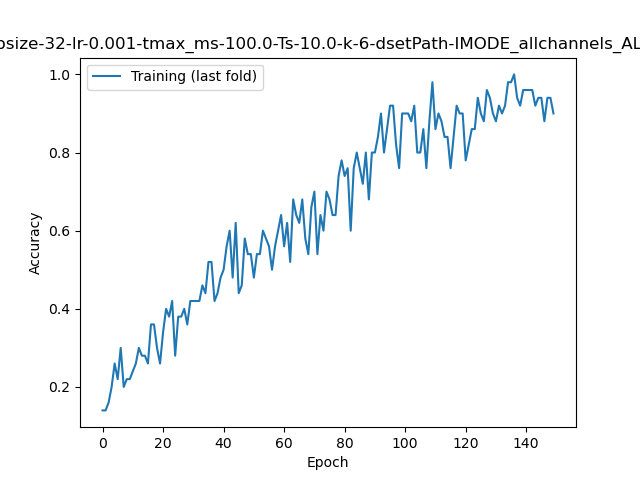 bsize-32-lr-0.001-tmax_ms-100.0-Ts-10.0-k-6-dsetPath-IMODE_allchannels_AL
Training (last fold)
1.0
0.8
0.6
0.4
0.2
Accuracy
0 20 40 60 80 100 120 140
Epoch